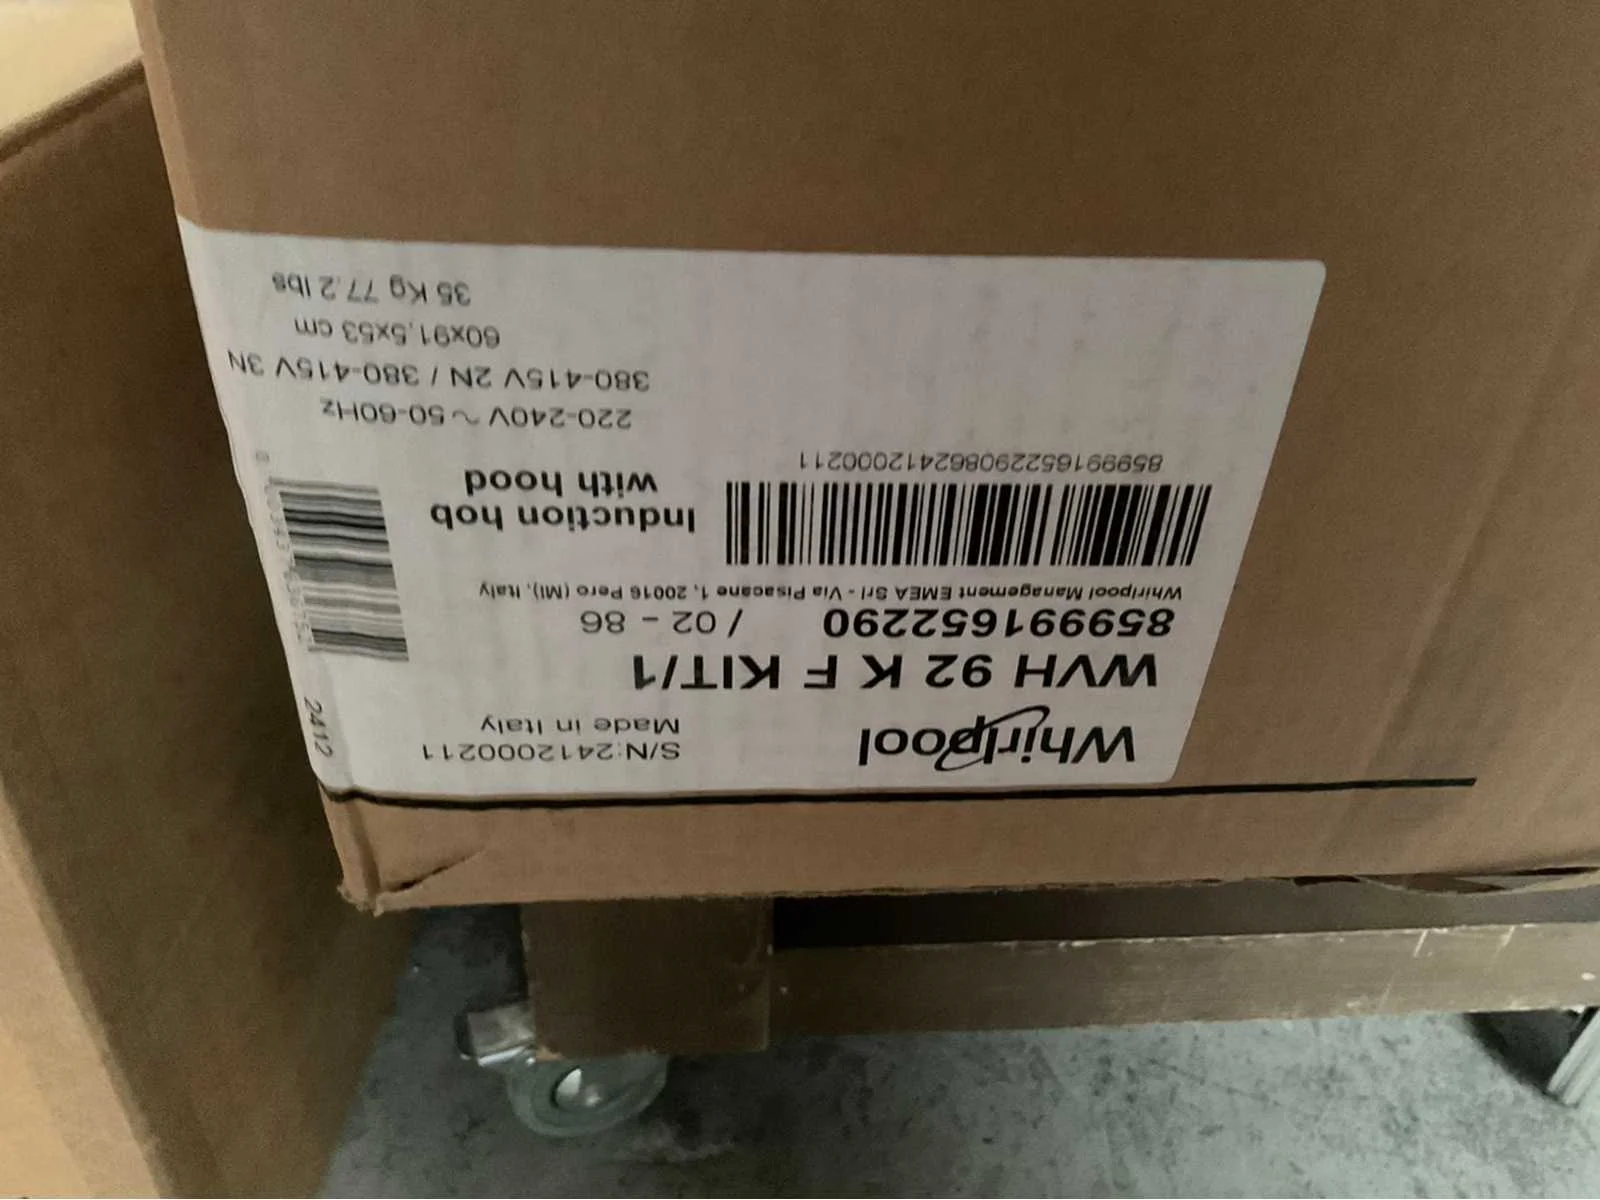 Whirlpool
S/N:2412000211
Made in Italy
WVH 92 K F KIT/1
859991652290 / 02 - 86
Whirlpool Management EMEA Srl - Via Pisacane 1, 20016 Pero (MI), Italy
859991652290862412000211
Induction hob
with hood
220-240V ~ 50-60Hz
380-415V 2N / 380-415V 3N
60x91,5x53 cm
35 Kg 77.2 lbs
2412